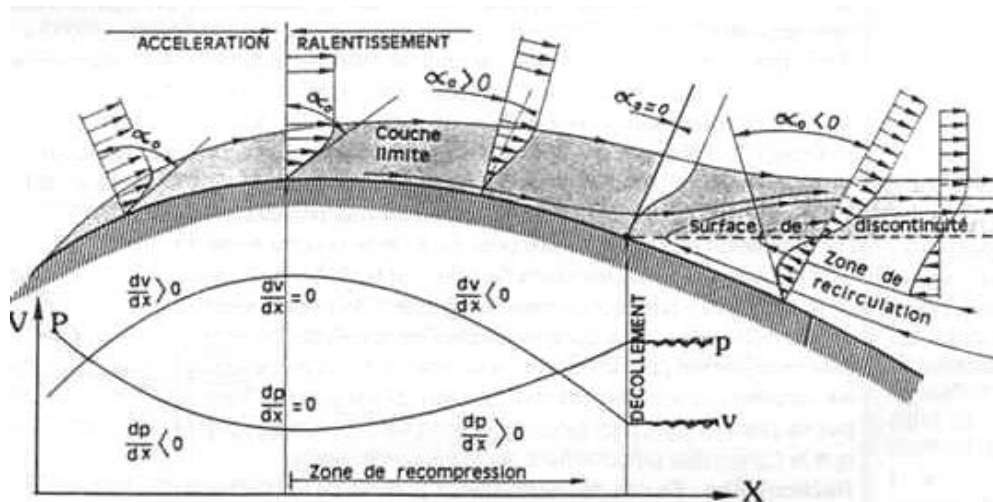 ACCELERATION
RALENTISSEMENT
α₀
α₀
α₀ > 0
α₀ = 0
α₀ < 0
Couche
limite
Surface de discontinuité
Zone de
recirculation
V
P
dv/dx > 0
dv/dx = 0
dv/dx < 0
DECOLLEMENT
p
v
dp/dx < 0
dp/dx = 0
dp/dx > 0
Zone de recompression
X